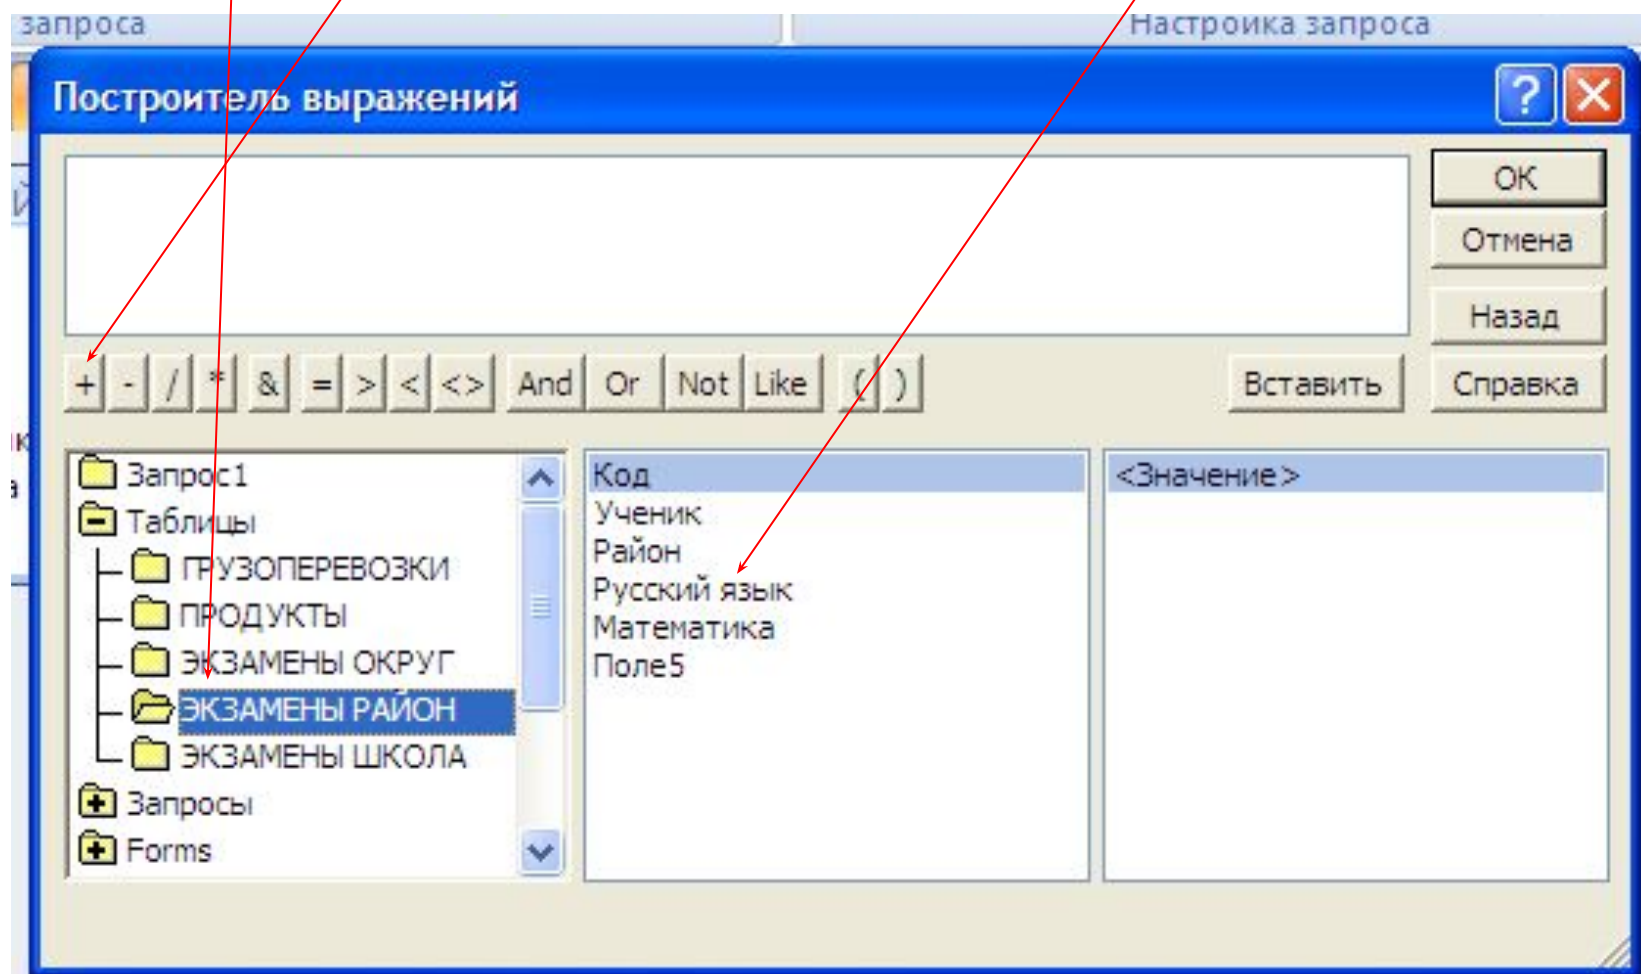 запроса
Настройка запроса
Построитель выражений
?
OK
Отмена
Назад
+ - / * & = > < <> And Or Not Like ( ) Вставить Справка
Запрос1
Таблицы
ГРУЗОПЕРЕВОЗКИ
ПРОДУКТЫ
ЭКЗАМЕНЫ ОКРУГ
ЭКЗАМЕНЫ РАЙОН
ЭКЗАМЕНЫ ШКОЛА
Запросы
Forms
Код
Ученик
Район
Русский язык
Математика
Поле5
<Значение>